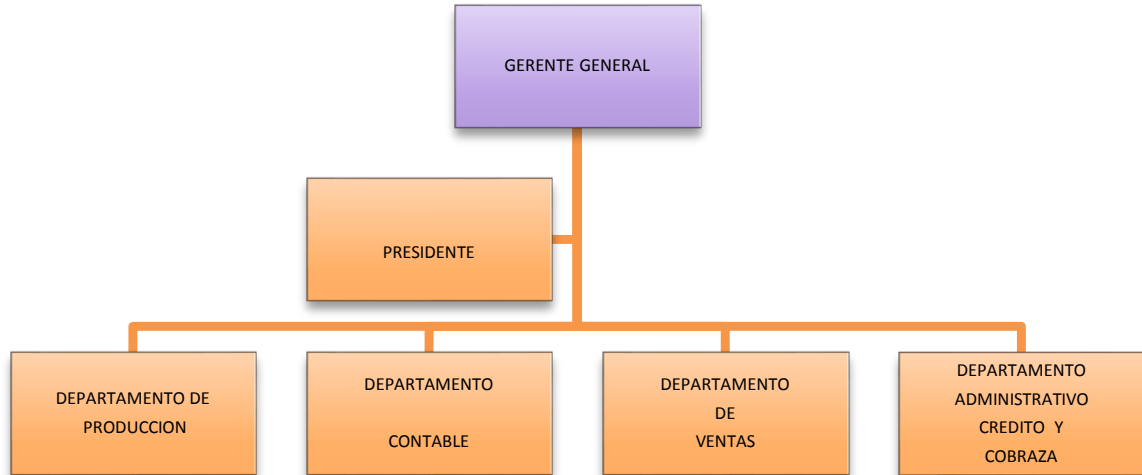 GERENTE GENERAL
PRESIDENTE
DEPARTAMENTO DE
PRODUCCION
DEPARTAMENTO
CONTABLE
DEPARTAMENTO
DE
VENTAS
DEPARTAMENTO
ADMINISTRATIVO
CREDITO Y
COBRAZA